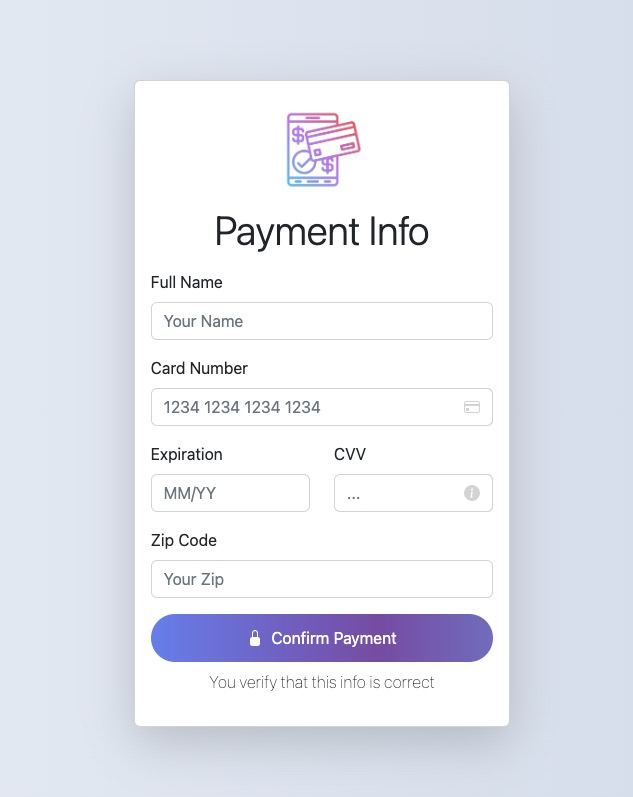 Payment Info
Full Name
Your Name
Card Number
1234 1234 1234 1234
Expiration
CVV
MM/YY
...
Zip Code
Your Zip
Confirm Payment
You verify that this info is correct